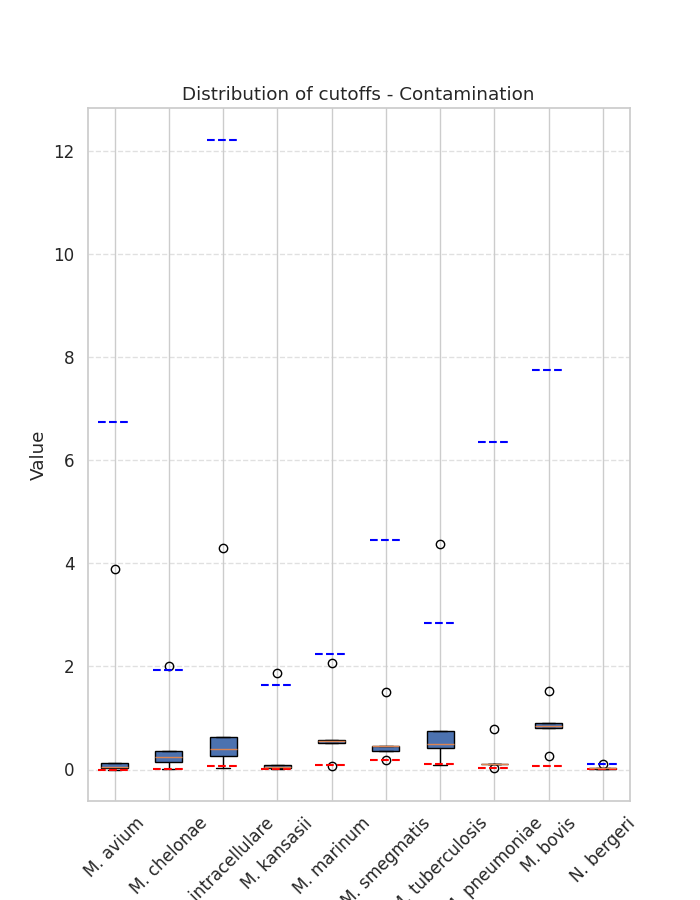 Distribution of cutoffs - Contamination
Value
12
10
8
6
4
2
0
M. avium
M. chelonae
intracellulare
M. kansasii
M. marinum
M. smegmatis
M. tuberculosis
pneumoniae
M. bovis
N. bergeri